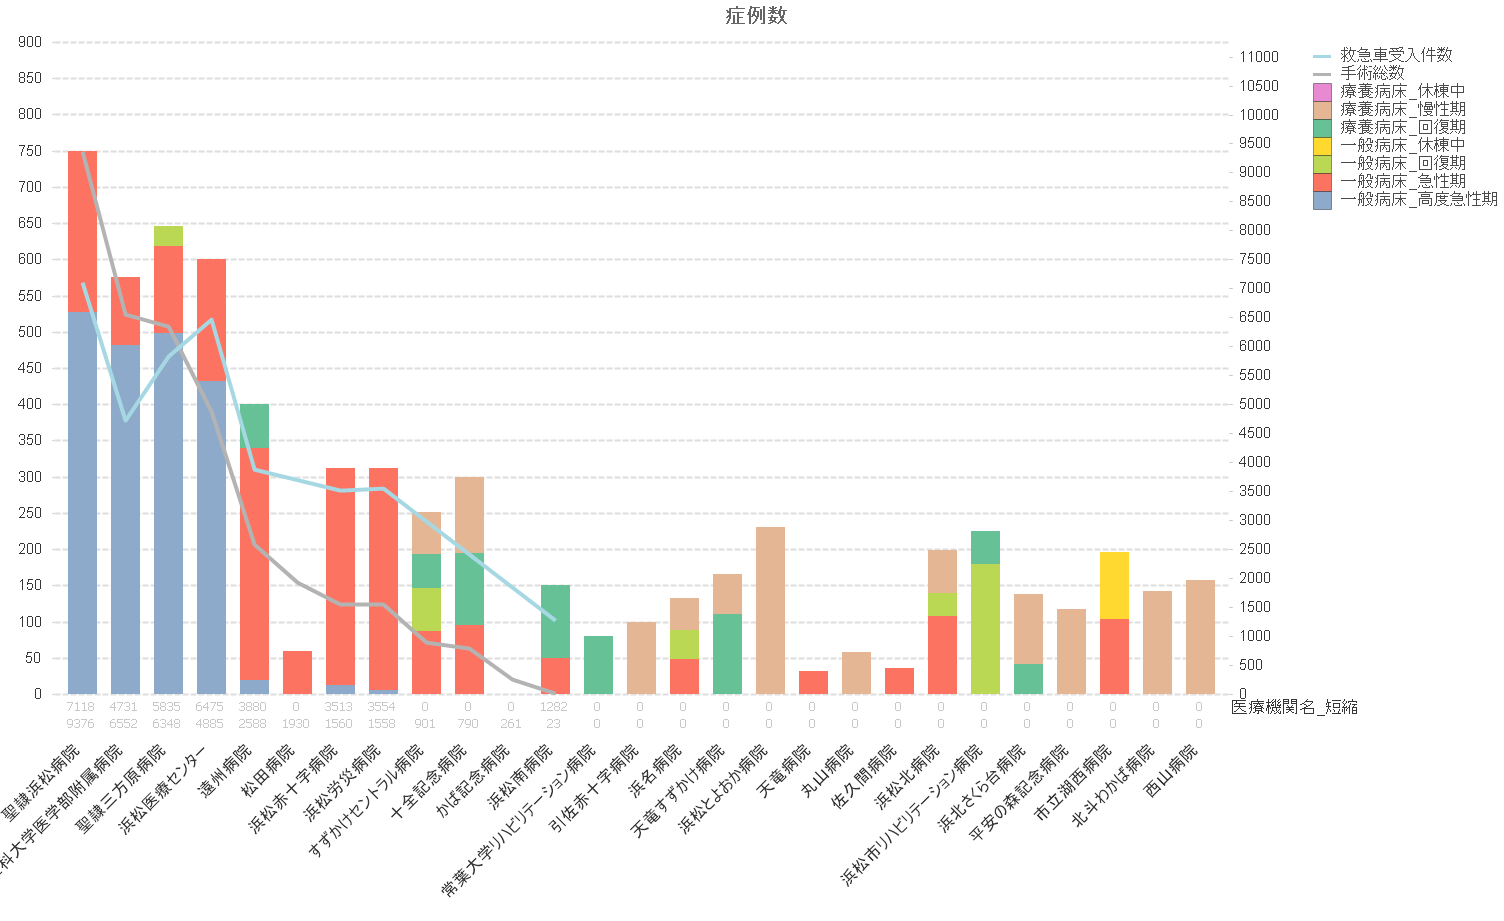 症例数
900
850
800
750
700
650
600
550
500
450
400
350
300
250
200
150
100
50
0
11000
10500
10000
9500
9000
8500
8000
7500
7000
6500
6000
5500
5000
4500
4000
3500
3000
2500
2000
1500
1000
500
0
救急車受入件数
手術総数
療養病床_休棟中
療養病床_慢性期
療養病床_回復期
一般病床_休棟中
一般病床_回復期
一般病床_急性期
一般病床_高度急性期
7118 4731 5835 6475 3880 0 3513 3554 0 0 0 1282 0 0 0 0 0 0 0 0 0 0 0 0 0 0 0
9376 6552 6348 4885 2588 1930 1560 1558 901 790 261 23 0 0 0 0 0 0 0 0 0 0 0 0 0 0 0
医療機関名_短縮
聖隷浜松病院
科大学医学部附属病院
聖隷三方原病院
浜松医療センター
遠州病院
松田病院
浜松赤十字病院
浜松労災病院
すずかけセントラル病院
十全記念病院
かば記念病院
浜松南病院
常葉大学リハビリテーション病院
引佐赤十字病院
浜名病院
天竜すずかけ病院
浜松とよおか病院
天竜病院
丸山病院
佐久間病院
浜松北病院
浜松市リハビリテーション病院
浜北さくら台病院
平安の森記念病院
市立湖西病院
北斗わかば病院
西山病院